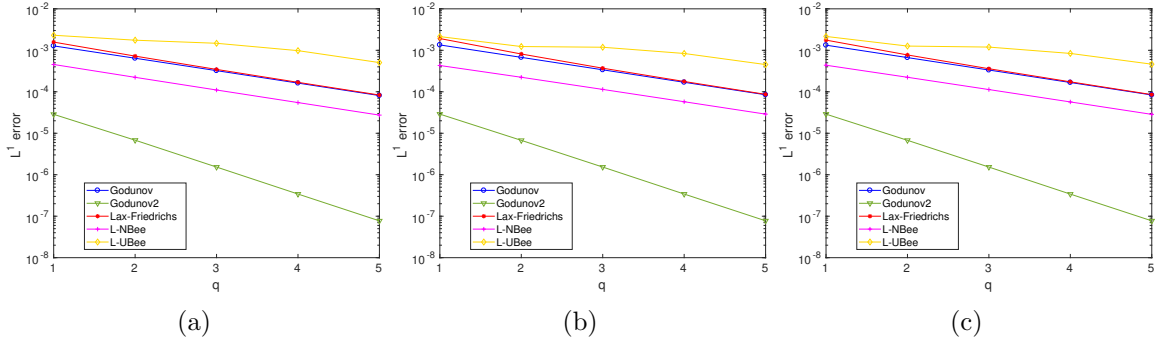 10^-2
10^-3
10^-4
10^-5
10^-6
10^-7
10^-8
L^1 error
Godunov
Godunov2
Lax-Friedrichs
L-NBee
L-UBee
1 2 3 4 5
q
(a)
10^-2
10^-3
10^-4
10^-5
10^-6
10^-7
10^-8
L^1 error
Godunov
Godunov2
Lax-Friedrichs
L-NBee
L-UBee
1 2 3 4 5
q
(b)
10^-2
10^-3
10^-4
10^-5
10^-6
10^-7
10^-8
L^1 error
Godunov
Godunov2
Lax-Friedrichs
L-NBee
L-UBee
1 2 3 4 5
q
(c)